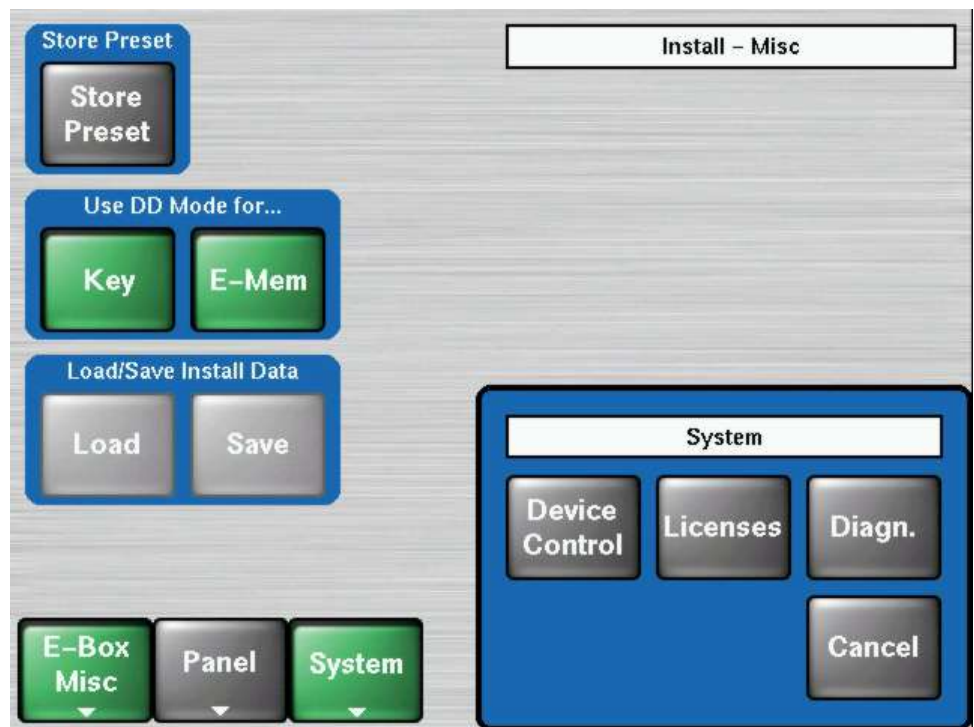 Store Preset
Store
Preset
Install – Misc
Use DD Mode for...
Key
E–Mem
Load/Save Install Data
Load
Save
System
Device
Control
Licenses
Diagn.
Cancel
E–Box
Misc
Panel
System